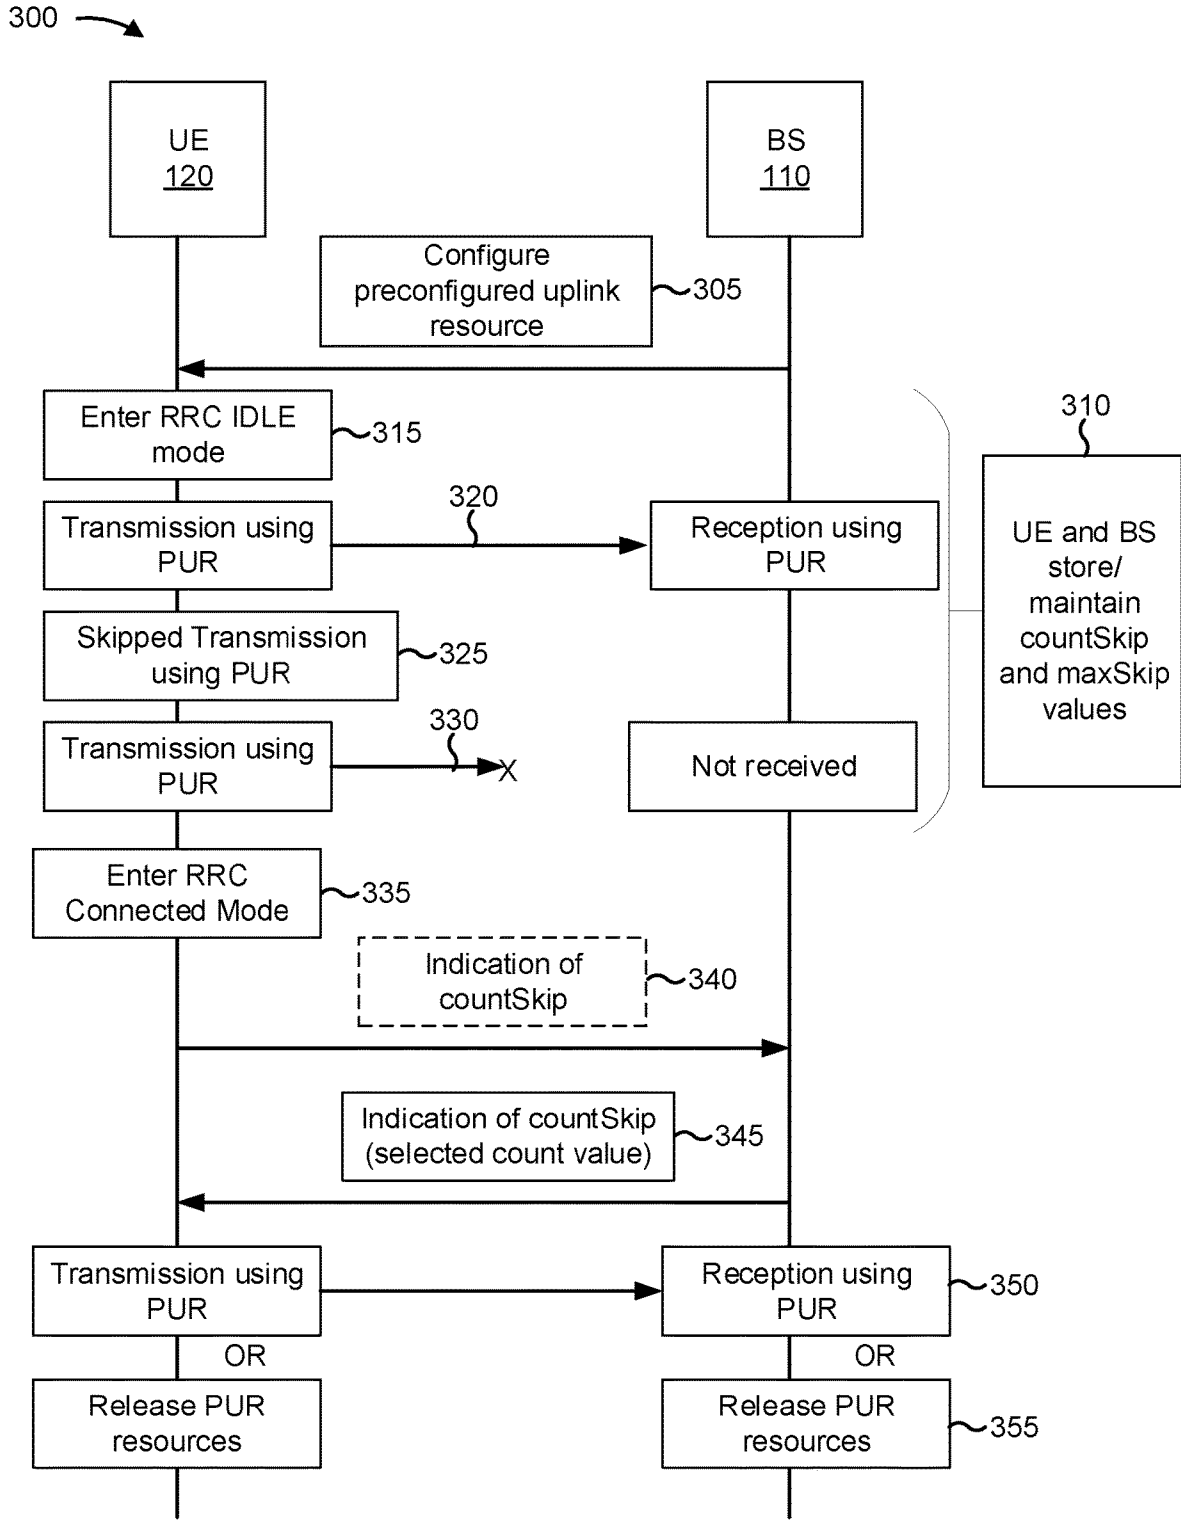 300
UE
120
BS
110
Configure
preconfigured uplink
resource
305
310
Enter RRC IDLE
mode
315
UE and BS
store/
maintain
countSkip
and maxSkip
values
Transmission using
PUR
320
Reception using
PUR
Skipped Transmission
using PUR
325
Transmission using
PUR
330
X
Not received
Enter RRC
Connected Mode
335
Indication of
countSkip
340
Indication of countSkip
(selected count value)
345
Transmission using
PUR
Reception using
PUR
350
OR
OR
Release PUR
resources
Release PUR
resources
355